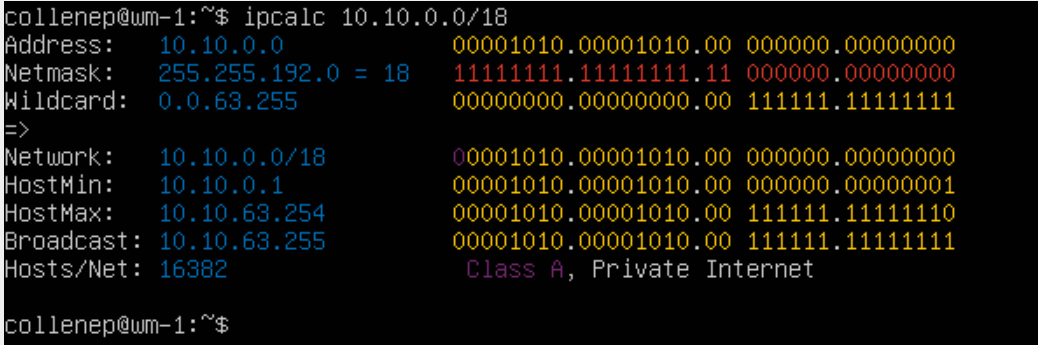 collenep@wm-1:~$ ipcalc 10.10.0.0/18
Address:   10.10.0.0            00001010.00001010.00 000000.00000000
Netmask:   255.255.192.0 = 18   11111111.11111111.11 000000.00000000
Wildcard:  0.0.63.255           00000000.00000000.00 111111.11111111
=>
Network:   10.10.0.0/18         00001010.00001010.00 000000.00000000
HostMin:   10.10.0.1            00001010.00001010.00 000000.00000001
HostMax:   10.10.63.254         00001010.00001010.00 111111.11111110
Broadcast: 10.10.63.255         00001010.00001010.00 111111.11111111
Hosts/Net: 16382                 Class A, Private Internet
collenep@wm-1:~$